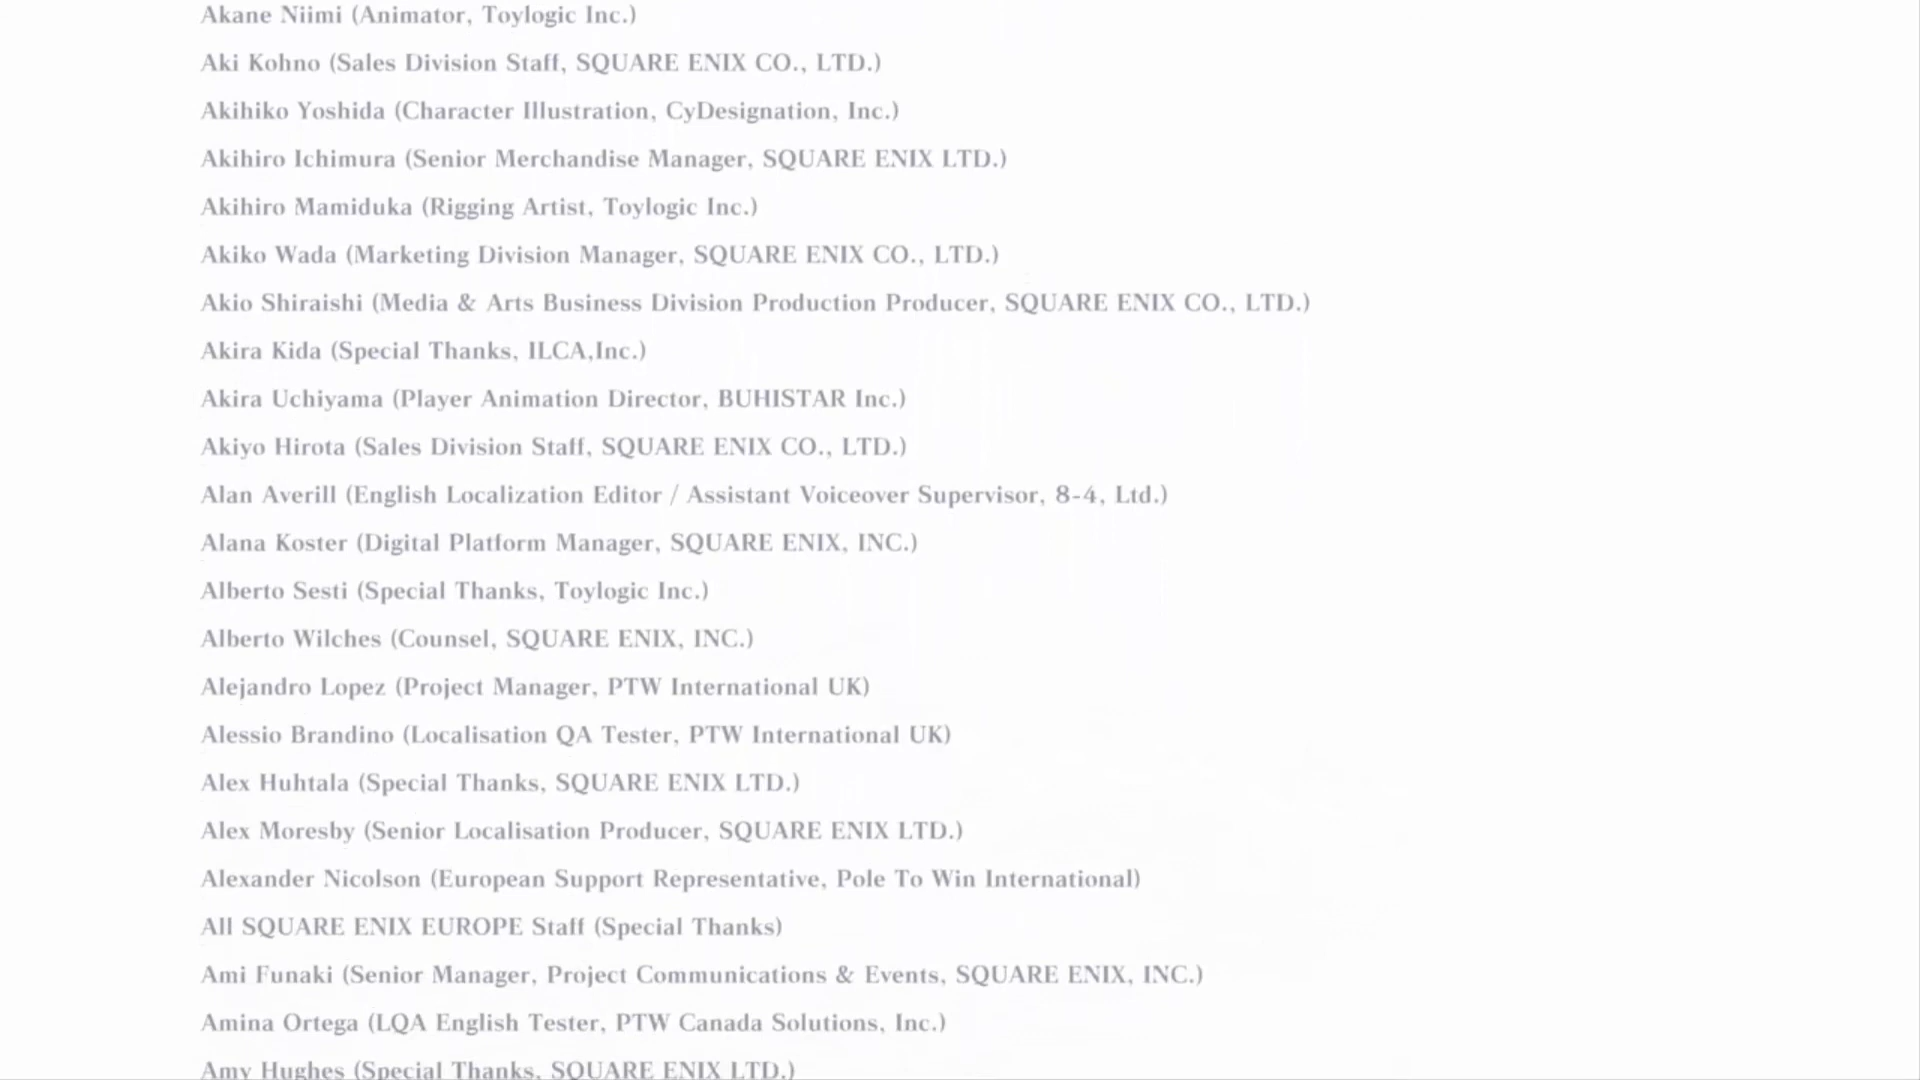 Akane Niimi (Animator, Toylogic Inc.)
Aki Kohno (Sales Division Staff, SQUARE ENIX CO., LTD.)
Akihiko Yoshida (Character Illustration, CyDesignation, Inc.)
Akihiro Ichimura (Senior Merchandise Manager, SQUARE ENIX LTD.)
Akihiro Mamiduka (Rigging Artist, Toylogic Inc.)
Akiko Wada (Marketing Division Manager, SQUARE ENIX CO., LTD.)
Akio Shiraishi (Media & Arts Business Division Production Producer, SQUARE ENIX CO., LTD.)
Akira Kida (Special Thanks, ILCA,Inc.)
Akira Uchiyama (Player Animation Director, BUHISTAR Inc.)
Akiyo Hirota (Sales Division Staff, SQUARE ENIX CO., LTD.)
Alan Averill (English Localization Editor / Assistant Voiceover Supervisor, 8-4, Ltd.)
Alana Koster (Digital Platform Manager, SQUARE ENIX, INC.)
Alberto Sesti (Special Thanks, Toylogic Inc.)
Alberto Wilches (Counsel, SQUARE ENIX, INC.)
Alejandro Lopez (Project Manager, PTW International UK)
Alessio Brandino (Localisation QA Tester, PTW International UK)
Alex Huhtala (Special Thanks, SQUARE ENIX LTD.)
Alex Moresby (Senior Localisation Producer, SQUARE ENIX LTD.)
Alexander Nicolson (European Support Representative, Pole To Win International)
All SQUARE ENIX EUROPE Staff (Special Thanks)
Ami Funaki (Senior Manager, Project Communications & Events, SQUARE ENIX, INC.)
Amina Ortega (LQA English Tester, PTW Canada Solutions, Inc.)
Amy Hughes (Special Thanks, SQUARE ENIX LTD.)